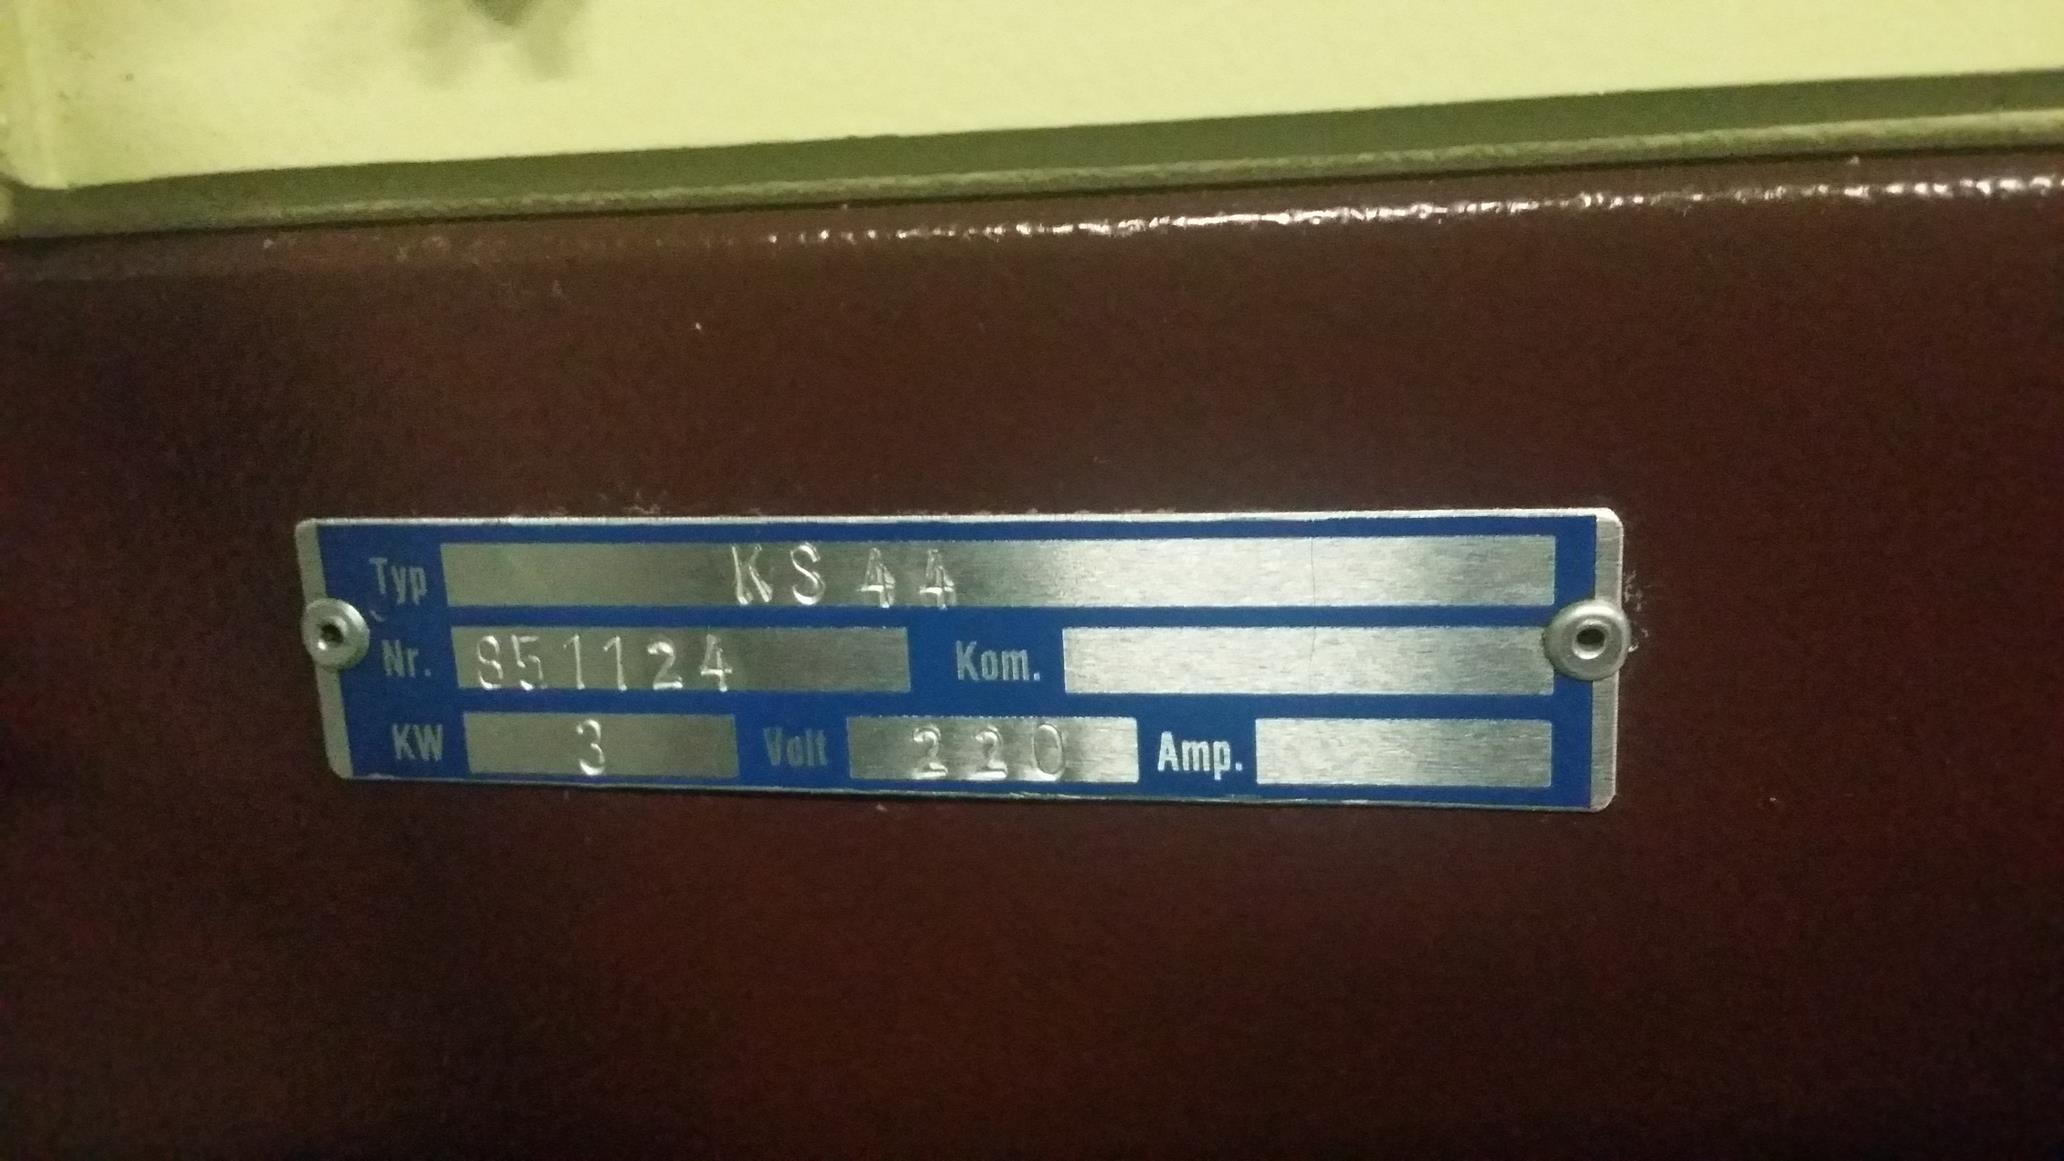 Typ KS 44
Nr. 851124 Kom.
KW 3 Volt 220 Amp.